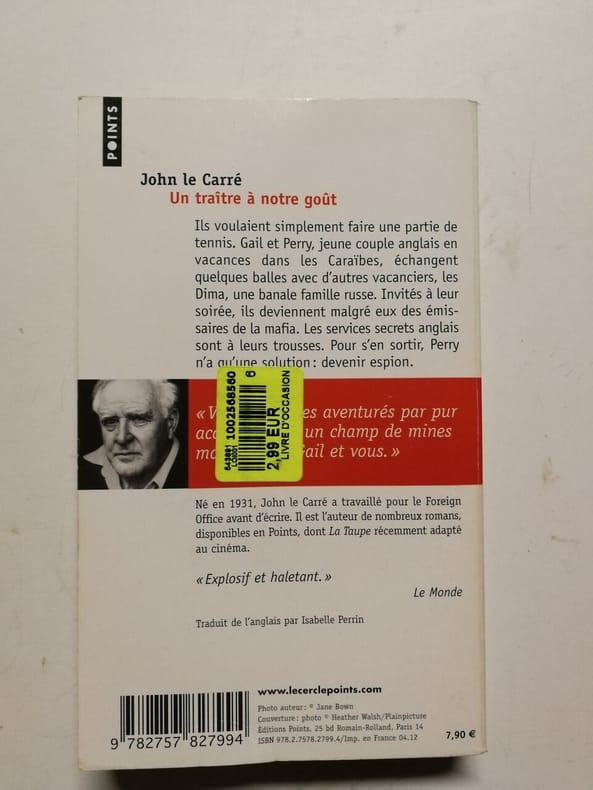 POINTS
John le Carré
Un traître à notre goût
Ils voulaient simplement faire une partie de
tennis. Gail et Perry, jeune couple anglais en
vacances dans les Caraïbes, échangent
quelques balles avec d'autres vacanciers, les
Dima, une banale famille russe. Invités à leur
soirée, ils deviennent malgré eux des émis-
saires de la mafia. Les services secrets anglais
sont à leurs trousses. Pour s'en sortir, Perry
n'a qu'une solution : devenir espion.
643691 1002568560 6
LO001
2,99 EUR
LIVRE D'OCCASION
« V es aventurés par pur
acc un champ de mines
Gail et vous. »
Né en 1931, John le Carré a travaillé pour le Foreign
Office avant d'écrire. Il est l'auteur de nombreux romans,
disponibles en Points, dont La Taupe récemment adapté
au cinéma.
« Explosif et haletant. »
Le Monde
Traduit de l'anglais par Isabelle Perrin
www.lecerclepoints.com
Photo auteur : © Jane Bown
Couverture : photo © Heather Walsh/Plainpicture
Éditions Points, 25 bd Romain-Rolland, Paris 14
ISBN 978.2.7578.2799.4/Imp. en France 04.12
7,90 €
9 782757 827994